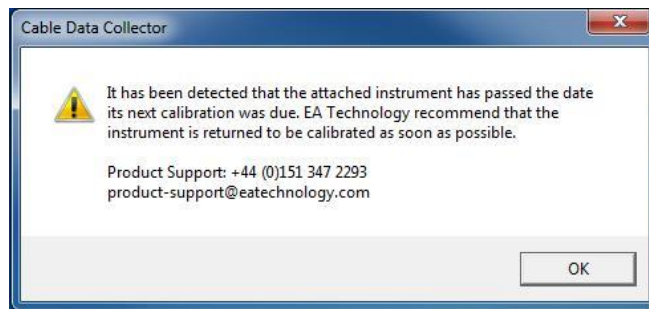 Cable Data Collector
It has been detected that the attached instrument has passed the date
its next calibration was due. EA Technology recommend that the
instrument is returned to be calibrated as soon as possible.
Product Support: +44 (0)151 347 2293
product-support@eatechnology.com
OK